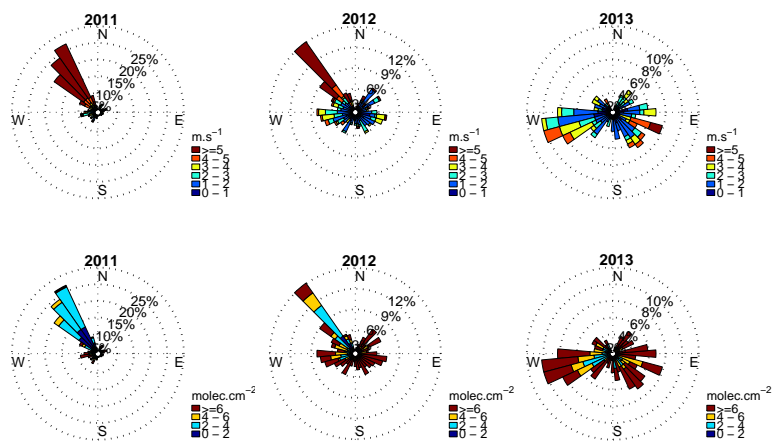 2011
N
25%
20%
15%
10%
W
E
S
m.s−1
>=5
4 − 5
3 − 4
2 − 3
1 − 2
0 − 1
2012
N
12%
9%
6%
W
E
S
m.s−1
>=5
4 − 5
3 − 4
2 − 3
1 − 2
0 − 1
2013
N
10%
8%
6%
4%
W
E
S
m.s−1
>=5
4 − 5
3 − 4
2 − 3
1 − 2
0 − 1
2011
N
25%
20%
15%
10%
W
E
S
molec.cm−2
>=6
4 − 6
2 − 4
0 − 2
2012
N
12%
9%
6%
W
E
S
molec.cm−2
>=6
4 − 6
2 − 4
0 − 2
2013
N
10%
8%
6%
4%
W
E
S
molec.cm−2
>=6
4 − 6
2 − 4
0 − 2